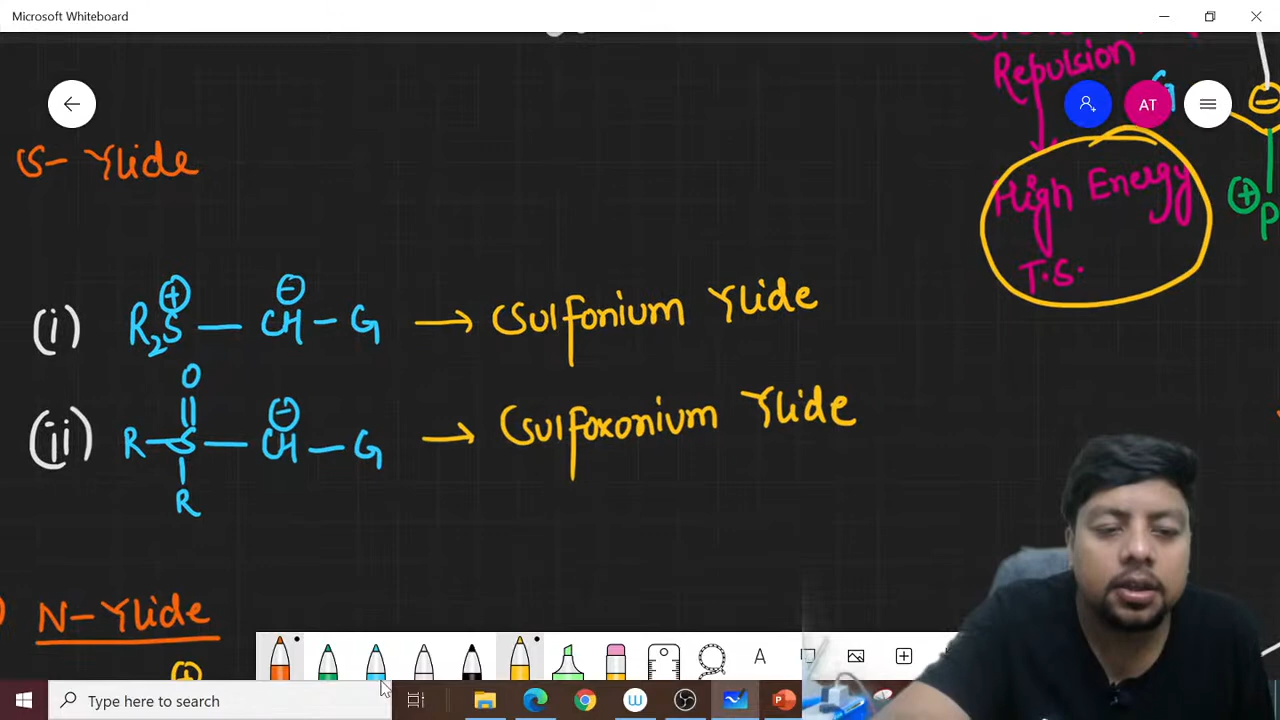 Microsoft Whiteboard
Repulsion
AT
High Energy
T.S.
S- Ylide
(i) R₂S⊕ — CH⊖ — G → Sulfonium Ylide
O
(ii) R — S — CH⊖ — G → Sulfoxonium Ylide
R
⊕ P
N-Ylide
A
Type here to search